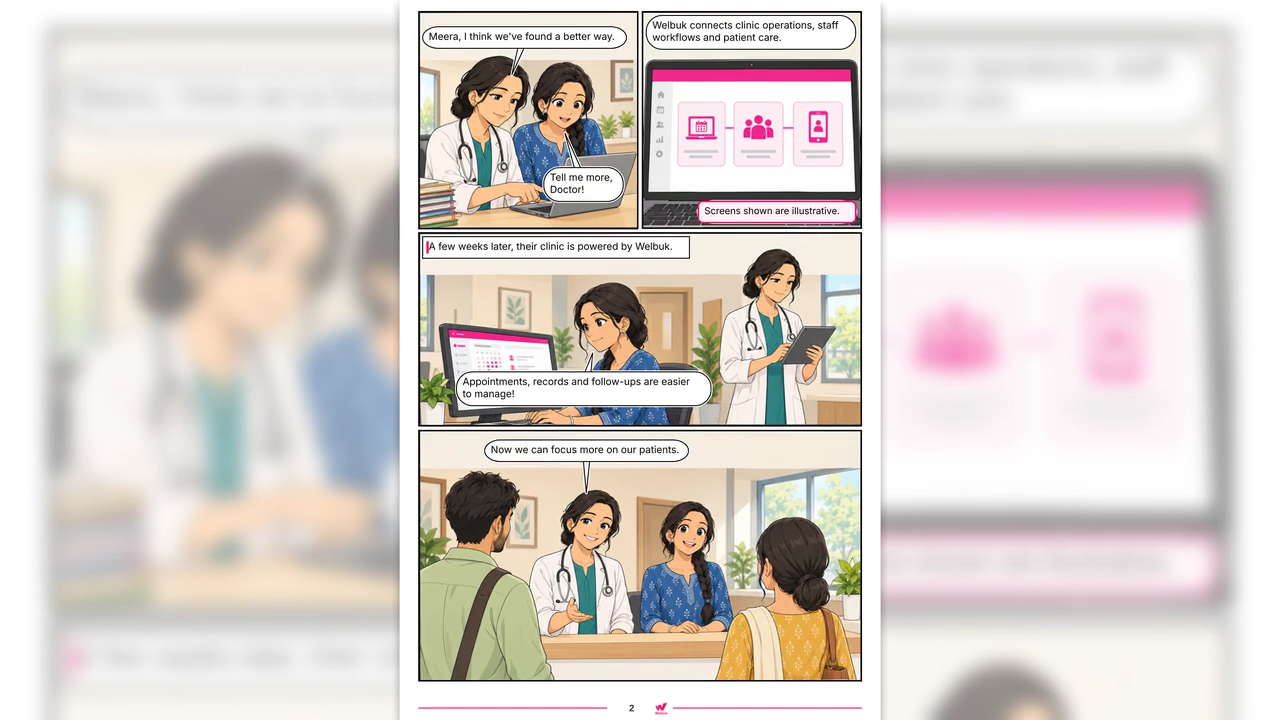 Meera, I think we've found a better way.
Tell me more,
Doctor!
Welbuk connects clinic operations, staff
workflows and patient care.
Screens shown are illustrative.
A few weeks later, their clinic is powered by Welbuk.
Appointments, records and follow-ups are easier
to manage!
Now we can focus more on our patients.
2
Welbuk